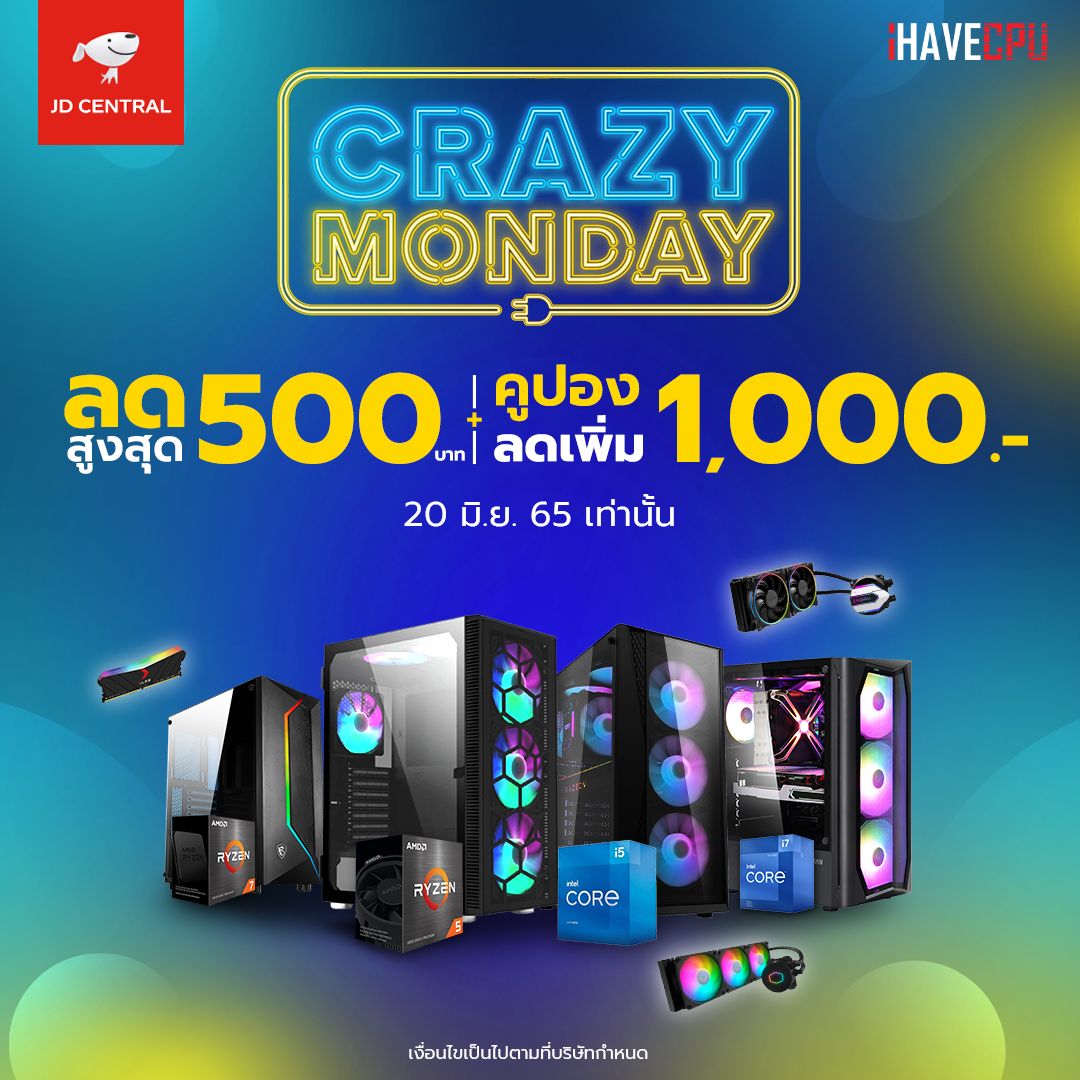 JD CENTRAL
iHAVECPU
CRAZY
MONDAY
ลดสูงสุด 500 บาท + คูปองลดเพิ่ม 1,000.-
20 มิ.ย. 65 เท่านั้น
AMD
RYZEN
7
AMD
RYZEN
5
i5
intel
CORE
i7
intel
CORE
เงื่อนไขเป็นไปตามที่บริษัทกำหนด